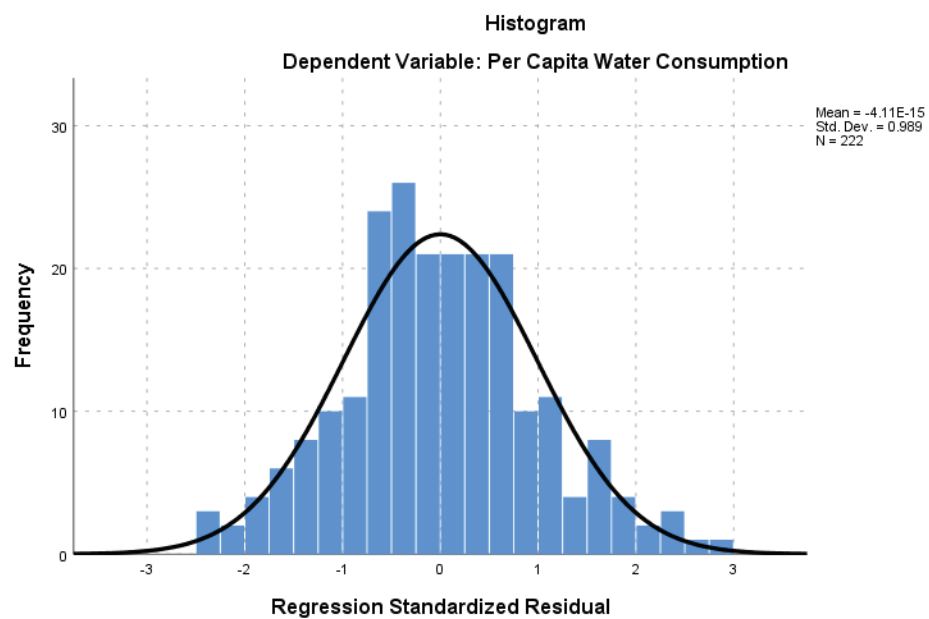 Histogram
Dependent Variable: Per Capita Water Consumption
Mean = -4.11E-15
Std. Dev. = 0.989
N = 222
Frequency
30
20
10
0
-3 -2 -1 0 1 2 3
Regression Standardized Residual